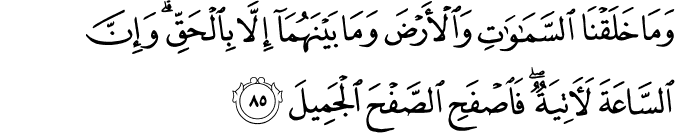 وَمَا خَلَقْنَا ٱلسَّمَٰوَٰتِ وَٱلْأَرْضَ وَمَا بَيْنَهُمَآ إِلَّا بِٱلْحَقِّ ۗ وَإِنَّ
ٱلسَّاعَةَ لَـَٔاتِيَةٌ ۖ فَٱصْفَحِ ٱلصَّفْحَ ٱلْجَمِيلَ ٨٥